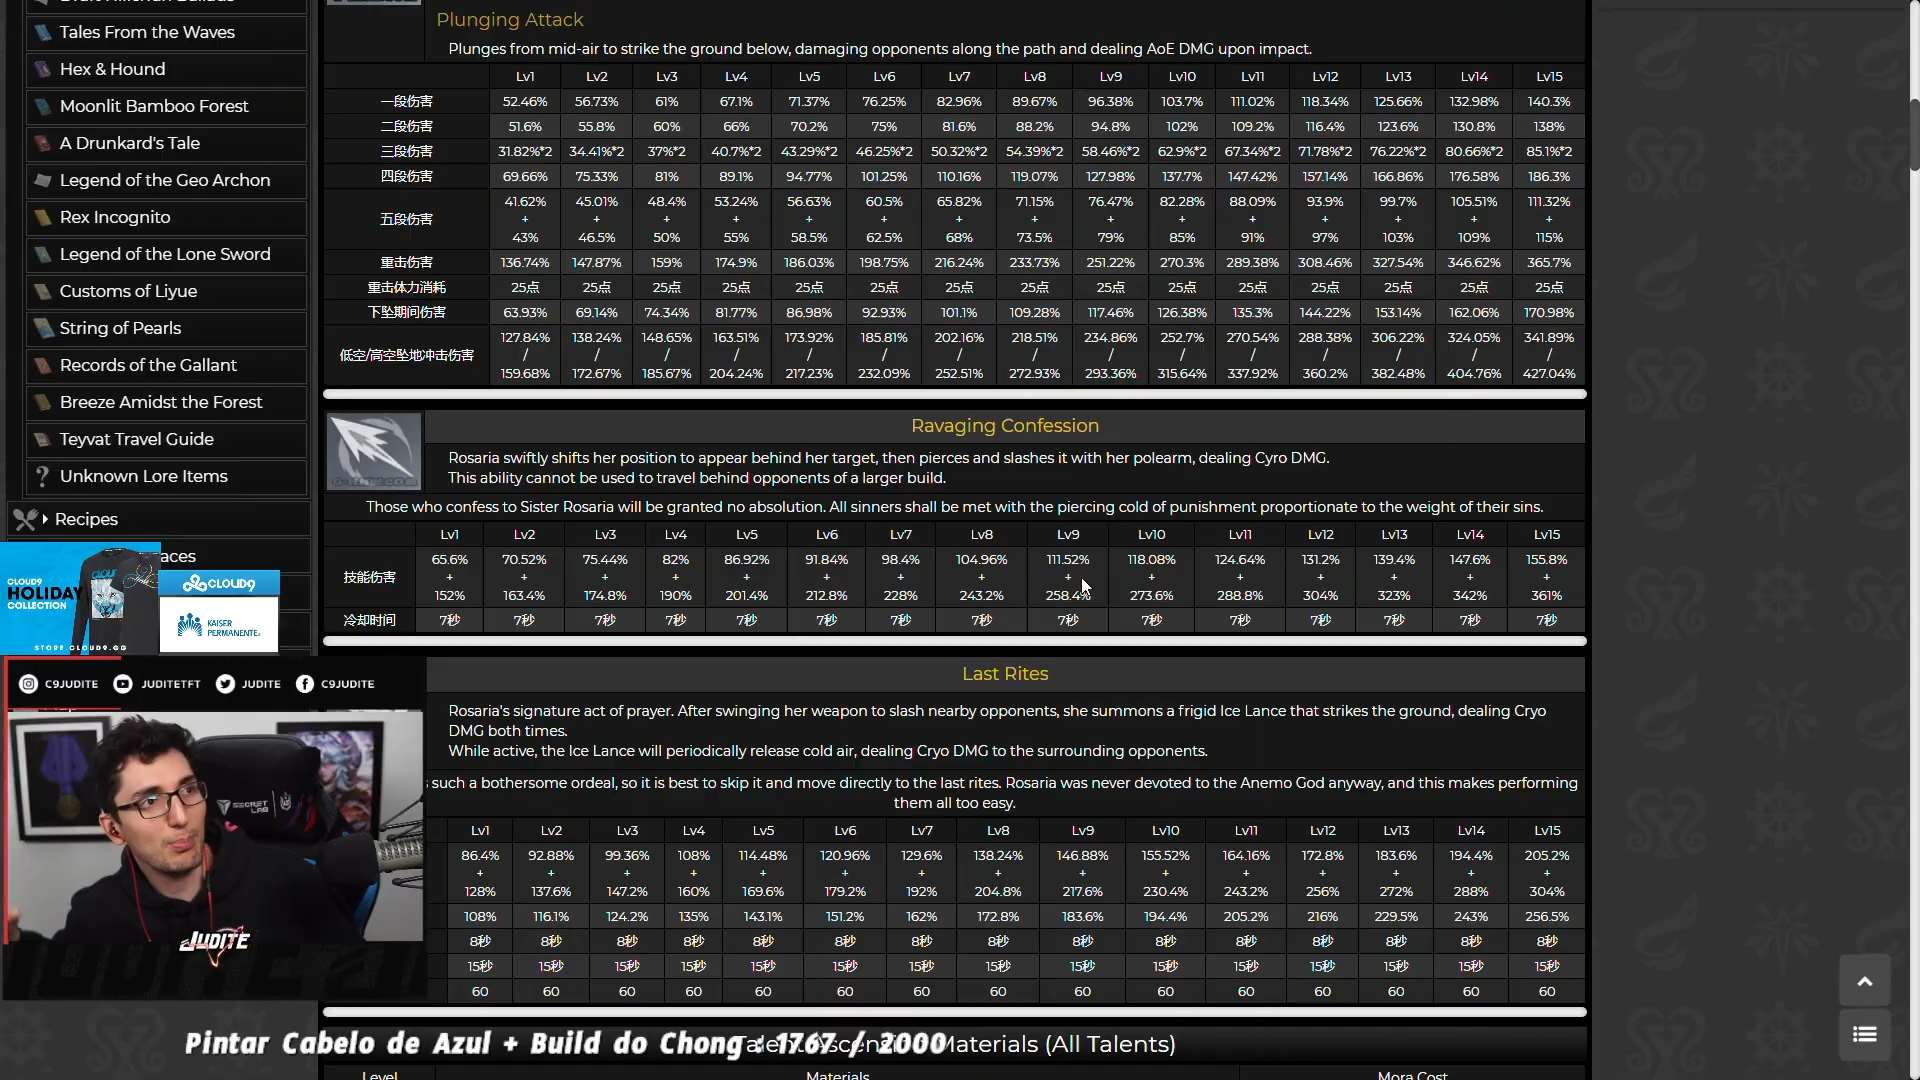 Tales From the Waves
Hex & Hound
Moonlit Bamboo Forest
A Drunkard's Tale
Legend of the Geo Archon
Rex Incognito
Legend of the Lone Sword
Customs of Liyue
String of Pearls
Records of the Gallant
Breeze Amidst the Forest
Teyvat Travel Guide
? Unknown Lore Items
Recipes
aces
CLOUD9
HOLIDAY
COLLECTION
STORE.CLOUD9.GG
CLOUD9
KAISER
PERMANENTE.
C9JUDITE JUDITETFT JUDITE C9JUDITE
SECRET
LAB
JUDITE
Plunging Attack
Plunges from mid-air to strike the ground below, damaging opponents along the path and dealing AoE DMG upon impact.
Lv1 Lv2 Lv3 Lv4 Lv5 Lv6 Lv7 Lv8 Lv9 Lv10 Lv11 Lv12 Lv13 Lv14 Lv15
一段伤害 52.46% 56.73% 61% 67.1% 71.37% 76.25% 82.96% 89.67% 96.38% 103.7% 111.02% 118.34% 125.66% 132.98% 140.3%
二段伤害 51.6% 55.8% 60% 66% 70.2% 75% 81.6% 88.2% 94.8% 102% 109.2% 116.4% 123.6% 130.8% 138%
三段伤害 31.82%*2 34.41%*2 37%*2 40.7%*2 43.29%*2 46.25%*2 50.32%*2 54.39%*2 58.46%*2 62.9%*2 67.34%*2 71.78%*2 76.22%*2 80.66%*2 85.1%*2
四段伤害 69.66% 75.33% 81% 89.1% 94.77% 101.25% 110.16% 119.07% 127.98% 137.7% 147.42% 157.14% 166.86% 176.58% 186.3%
41.62% 45.01% 48.4% 53.24% 56.63% 60.5% 65.82% 71.15% 76.47% 82.28% 88.09% 93.9% 99.7% 105.51% 111.32%
五段伤害 + + + + + + + + + + + + + + +
43% 46.5% 50% 55% 58.5% 62.5% 68% 73.5% 79% 85% 91% 97% 103% 109% 115%
重击伤害 136.74% 147.87% 159% 174.9% 186.03% 198.75% 216.24% 233.73% 251.22% 270.3% 289.38% 308.46% 327.54% 346.62% 365.7%
重击体力消耗 25点 25点 25点 25点 25点 25点 25点 25点 25点 25点 25点 25点 25点 25点 25点
下坠期间伤害 63.93% 69.14% 74.34% 81.77% 86.98% 92.93% 101.1% 109.28% 117.46% 126.38% 135.3% 144.22% 153.14% 162.06% 170.98%
127.84% 138.24% 148.65% 163.51% 173.92% 185.81% 202.16% 218.51% 234.86% 252.7% 270.54% 288.38% 306.22% 324.05% 341.89%
低空/高空坠地冲击伤害 / / / / / / / / / / / / / / /
159.68% 172.67% 185.67% 204.24% 217.23% 232.09% 252.51% 272.93% 293.36% 315.64% 337.92% 360.2% 382.48% 404.76% 427.04%
Ravaging Confession
Rosaria swiftly shifts her position to appear behind her target, then pierces and slashes it with her polearm, dealing Cyro DMG.
This ability cannot be used to travel behind opponents of a larger build.
Those who confess to Sister Rosaria will be granted no absolution. All sinners shall be met with the piercing cold of punishment proportionate to the weight of their sins.
Lv1 Lv2 Lv3 Lv4 Lv5 Lv6 Lv7 Lv8 Lv9 Lv10 Lv11 Lv12 Lv13 Lv14 Lv15
65.6% 70.52% 75.44% 82% 86.92% 91.84% 98.4% 104.96% 111.52% 118.08% 124.64% 131.2% 139.4% 147.6% 155.8%
技能伤害 + + + + + + + + + + + + + + +
152% 163.4% 174.8% 190% 201.4% 212.8% 228% 243.2% 258.4% 273.6% 288.8% 304% 323% 342% 361%
冷却时间 7秒 7秒 7秒 7秒 7秒 7秒 7秒 7秒 7秒 7秒 7秒 7秒 7秒 7秒 7秒
Last Rites
Rosaria's signature act of prayer. After swinging her weapon to slash nearby opponents, she summons a frigid Ice Lance that strikes the ground, dealing Cryo
DMG both times.
While active, the Ice Lance will periodically release cold air, dealing Cryo DMG to the surrounding opponents.
such a bothersome ordeal, so it is best to skip it and move directly to the last rites. Rosaria was never devoted to the Anemo God anyway, and this makes performing
them all too easy.
Lv1 Lv2 Lv3 Lv4 Lv5 Lv6 Lv7 Lv8 Lv9 Lv10 Lv11 Lv12 Lv13 Lv14 Lv15
86.4% 92.88% 99.36% 108% 114.48% 120.96% 129.6% 138.24% 146.88% 155.52% 164.16% 172.8% 183.6% 194.4% 205.2%
+ + + + + + + + + + + + + + +
128% 137.6% 147.2% 160% 169.6% 179.2% 192% 204.8% 217.6% 230.4% 243.2% 256% 272% 288% 304%
108% 116.1% 124.2% 135% 143.1% 151.2% 162% 172.8% 183.6% 194.4% 205.2% 216% 229.5% 243% 256.5%
8秒 8秒 8秒 8秒 8秒 8秒 8秒 8秒 8秒 8秒 8秒 8秒 8秒 8秒 8秒
15秒 15秒 15秒 15秒 15秒 15秒 15秒 15秒 15秒 15秒 15秒 15秒 15秒 15秒 15秒
60 60 60 60 60 60 60 60 60 60 60 60 60 60 60
Pintar Cabelo de Azul + Build do Chong : 1767 / 2000
Materials (All Talents)
Level Materials Mora Cost